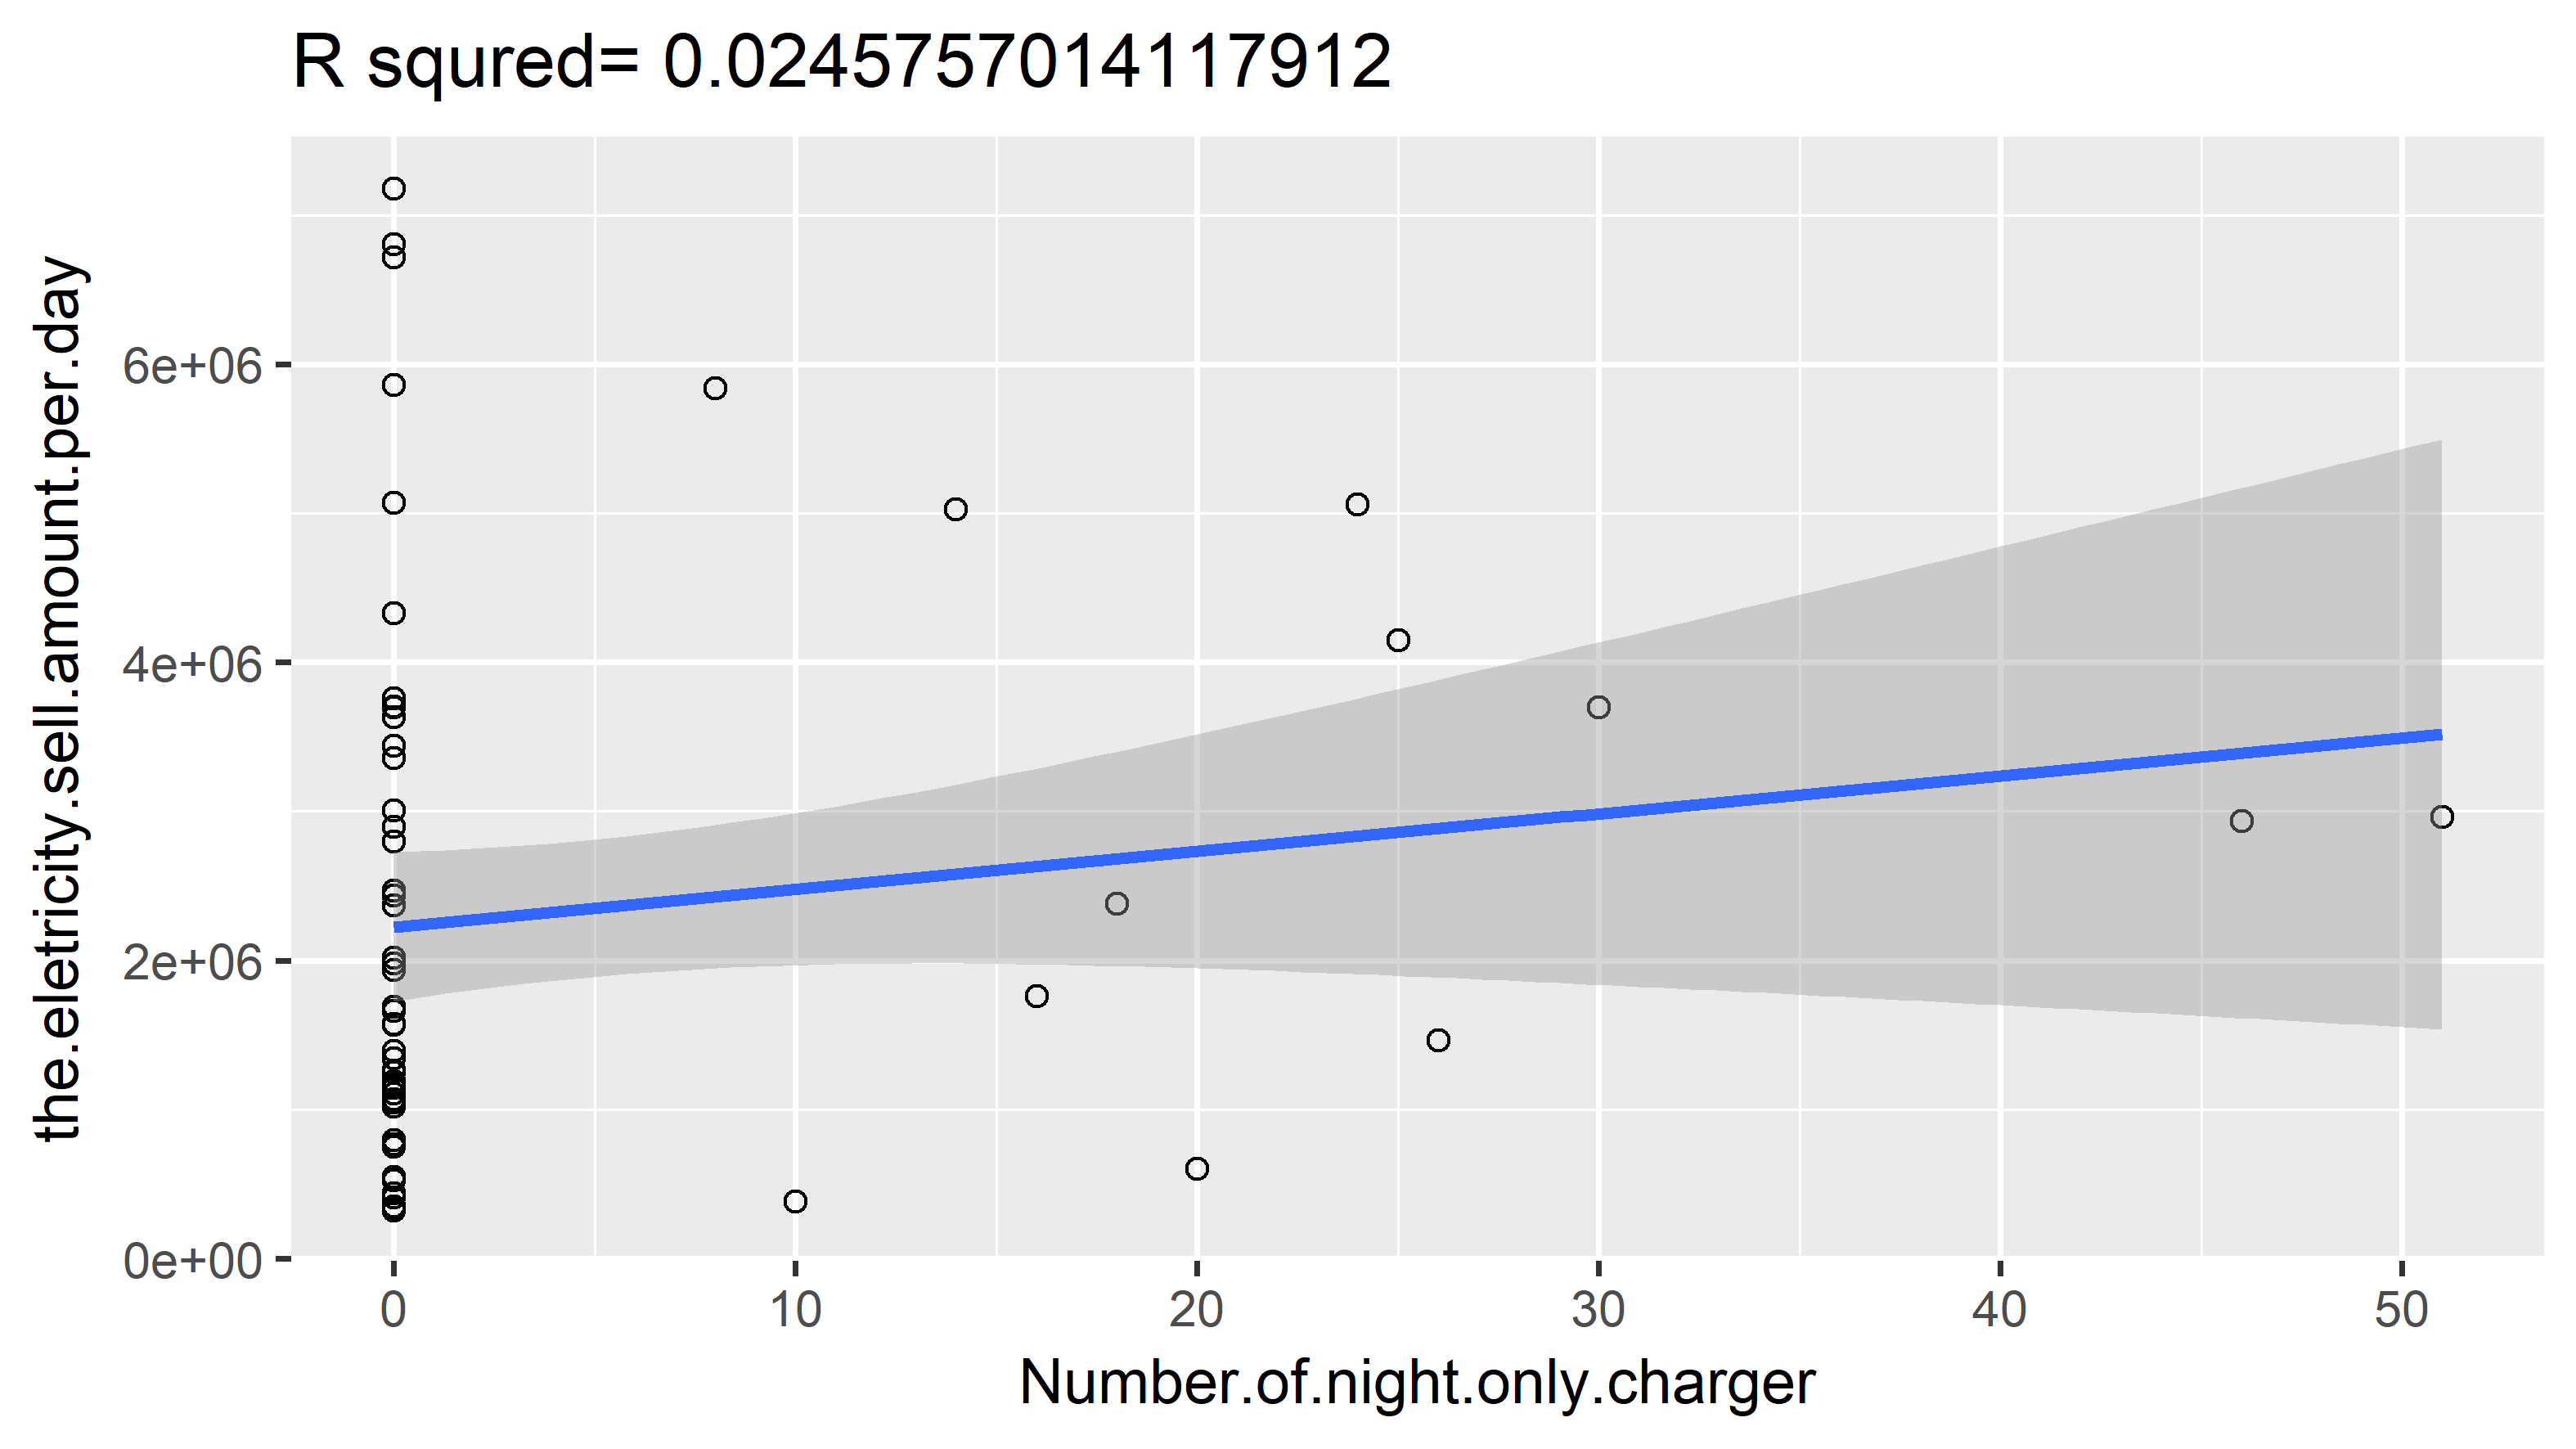 R squred= 0.0245757014117912
the.eletricity.sell.amount.per.day
6e+06
4e+06
2e+06
0e+00
0 10 20 30 40 50
Number.of.night.only.charger